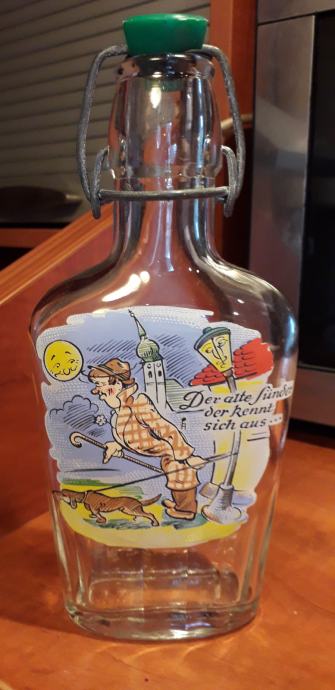 Der alte Sünder
der kennt
sich aus...